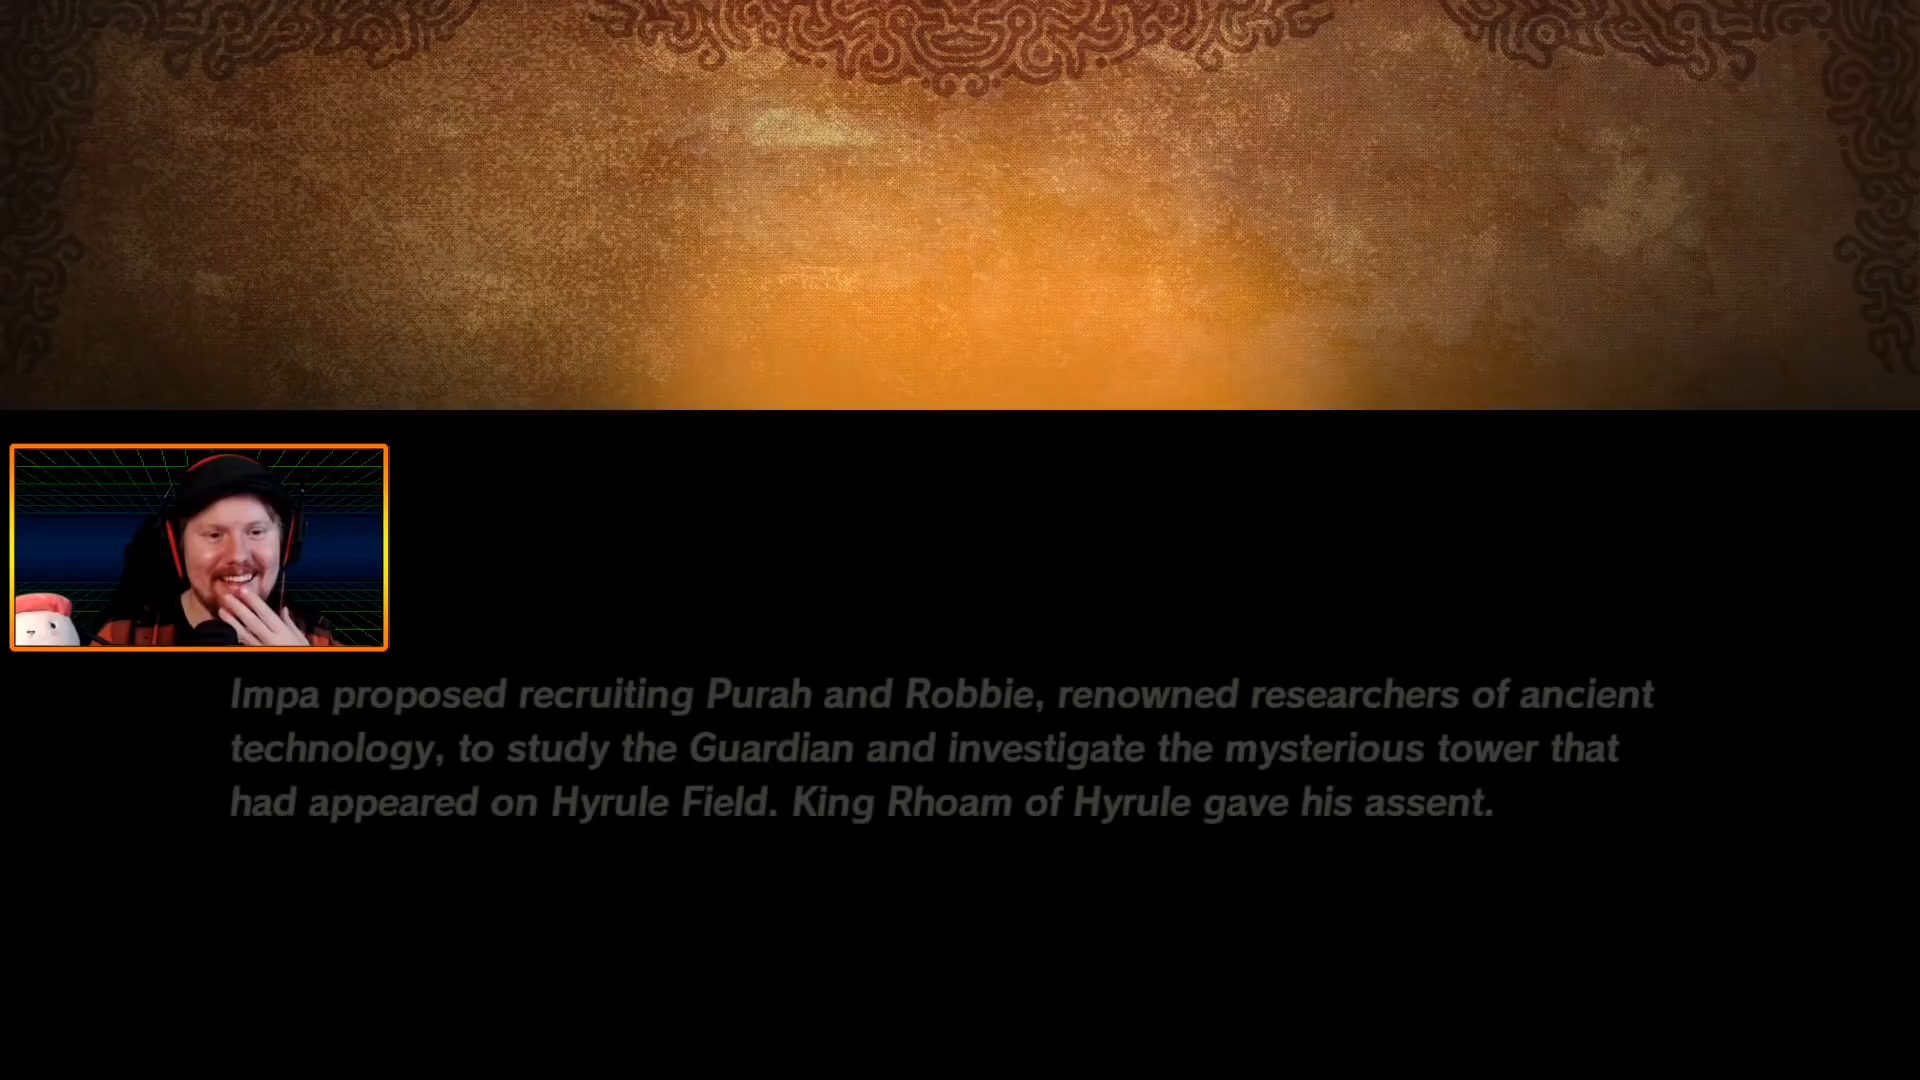 Impa proposed recruiting Purah and Robbie, renowned researchers of ancient
technology, to study the Guardian and investigate the mysterious tower that
had appeared on Hyrule Field. King Rhoam of Hyrule gave his assent.